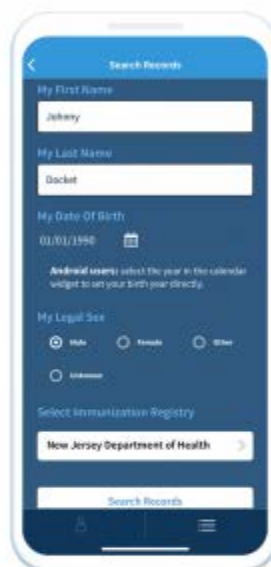 Search Records
My First Name
Johnny
My Last Name
Docket
My Date Of Birth
01/01/1990
Android users: select the year in the calendar
widget to set your birth year directly.
My Legal Sex
Male Female Other
Unknown
Select Immunization Registry
New Jersey Department of Health
Search Records